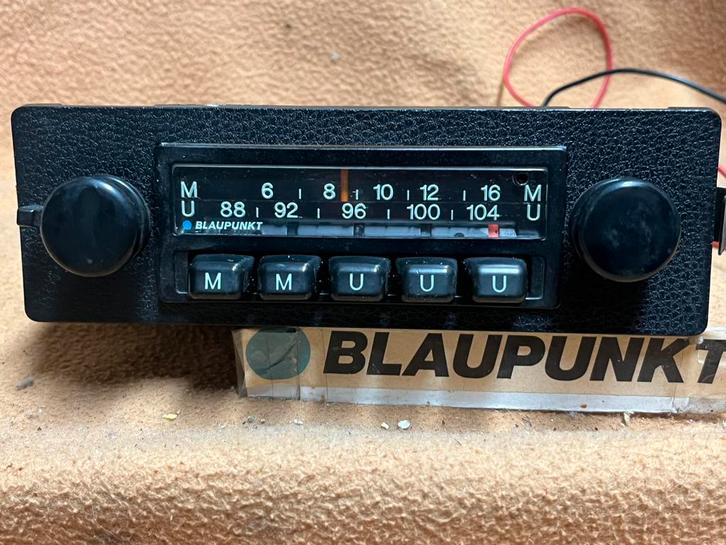 M 6 8 10 12 16 M
U 88 92 96 100 104 U
BLAUPUNKT
M M U U U
BLAUPUNKT